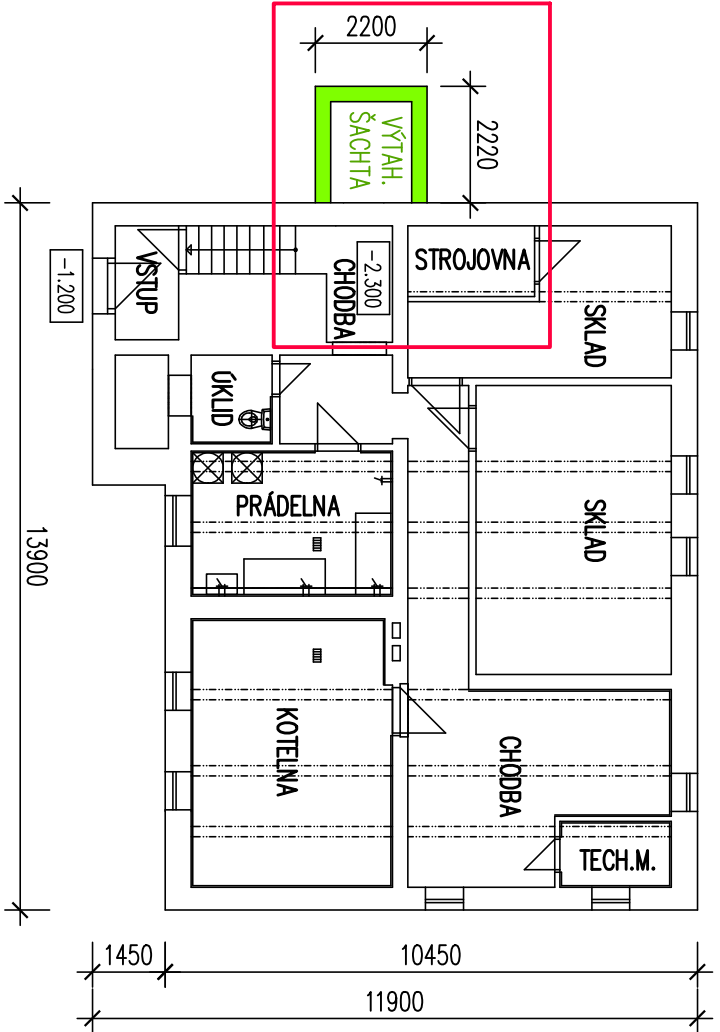 2200
2220
VÝTAH.
ŠACHTA
STROJOVNA
-2.300
CHODBA
VSTUP
-1.200
SKLAD
ÚKLID
PRÁDELNA
SKLAD
13900
KOTELNA
CHODBA
TECH.M.
1450
10450
11900